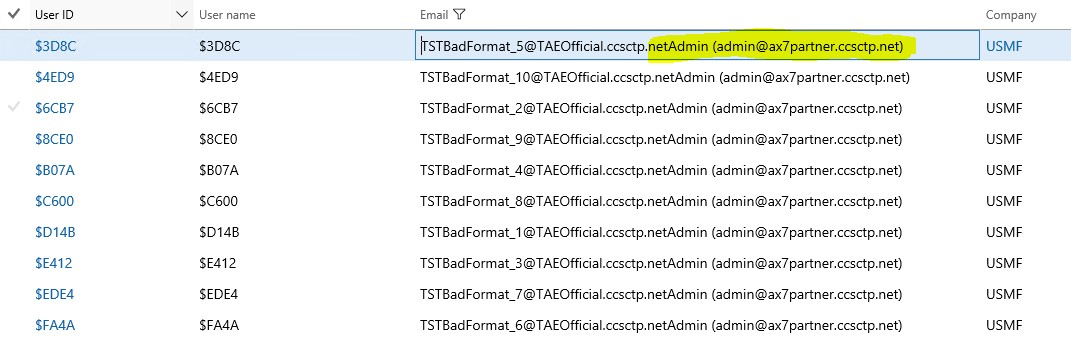 User ID User name Email Company
$3D8C $3D8C TSTBadFormat_5@TAEOfficial.ccsctp.netAdmin (admin@ax7partner.ccsctp.net) USMF
$4ED9 $4ED9 TSTBadFormat_10@TAEOfficial.ccsctp.netAdmin (admin@ax7partner.ccsctp.net) USMF
$6CB7 $6CB7 TSTBadFormat_2@TAEOfficial.ccsctp.netAdmin (admin@ax7partner.ccsctp.net) USMF
$8CE0 $8CE0 TSTBadFormat_9@TAEOfficial.ccsctp.netAdmin (admin@ax7partner.ccsctp.net) USMF
$B07A $B07A TSTBadFormat_4@TAEOfficial.ccsctp.netAdmin (admin@ax7partner.ccsctp.net) USMF
$C600 $C600 TSTBadFormat_8@TAEOfficial.ccsctp.netAdmin (admin@ax7partner.ccsctp.net) USMF
$D14B $D14B TSTBadFormat_1@TAEOfficial.ccsctp.netAdmin (admin@ax7partner.ccsctp.net) USMF
$E412 $E412 TSTBadFormat_3@TAEOfficial.ccsctp.netAdmin (admin@ax7partner.ccsctp.net) USMF
$EDE4 $EDE4 TSTBadFormat_7@TAEOfficial.ccsctp.netAdmin (admin@ax7partner.ccsctp.net) USMF
$FA4A $FA4A TSTBadFormat_6@TAEOfficial.ccsctp.netAdmin (admin@ax7partner.ccsctp.net) USMF